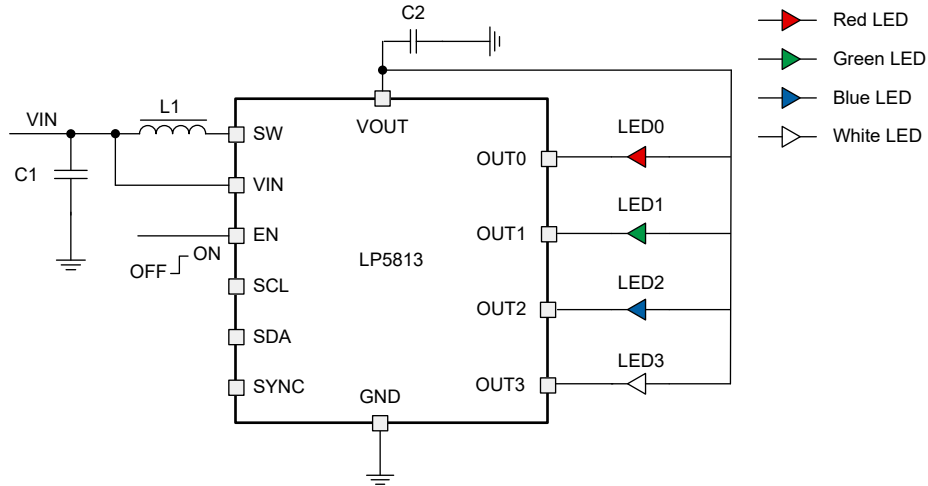 C2
Red LED
Green LED
Blue LED
White LED
VIN
L1
C1
SW
VOUT
VIN
EN
OFF
ON
SCL
SDA
SYNC
LP5813
GND
OUT0
LED0
OUT1
LED1
OUT2
LED2
OUT3
LED3